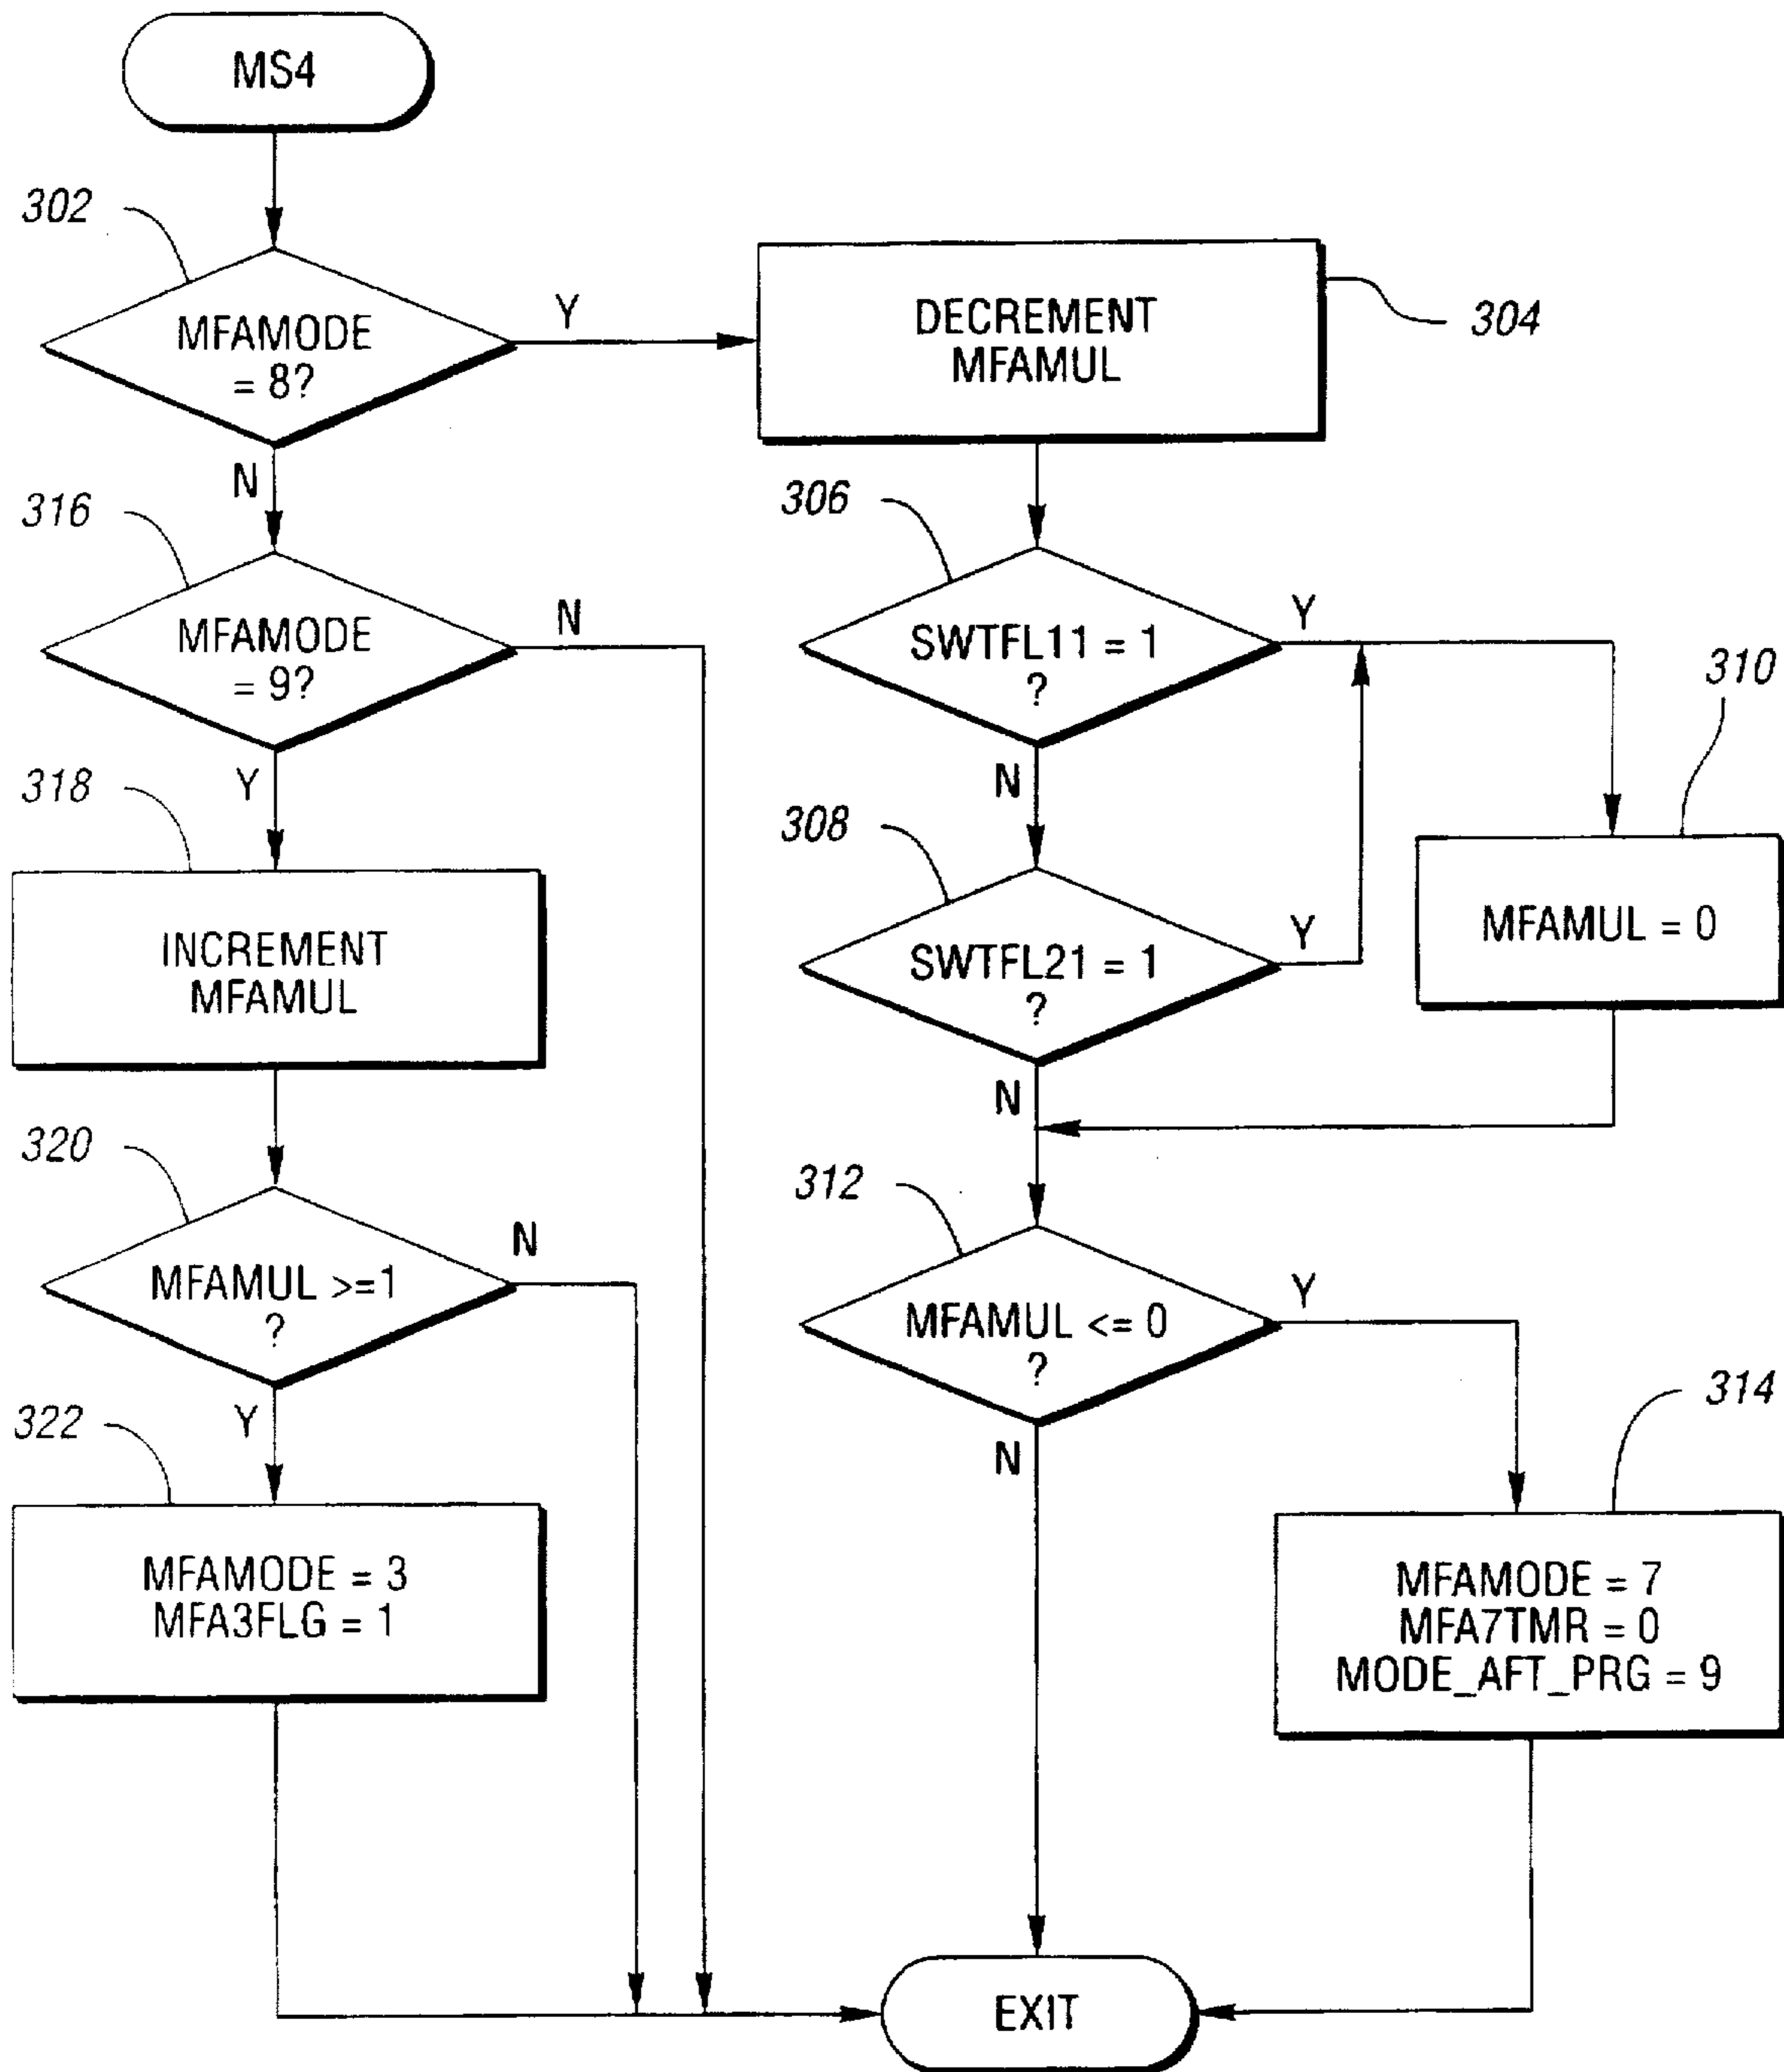 MS4
302
MFAMODE
= 8?
Y
DECREMENT
MFAMUL
304
N
316
MFAMODE
= 9?
N
306
SWTFL11 = 1
?
Y
310
MFAMUL = 0
Y
318
INCREMENT
MFAMUL
N
308
SWTFL21 = 1
?
Y
N
320
MFAMUL >=1
?
N
312
MFAMUL <= 0
?
Y
314
Y
322
MFAMODE = 3
MFA3FLG = 1
N
MFAMODE = 7
MFA7TMR = 0
MODE_AFT_PRG = 9
EXIT